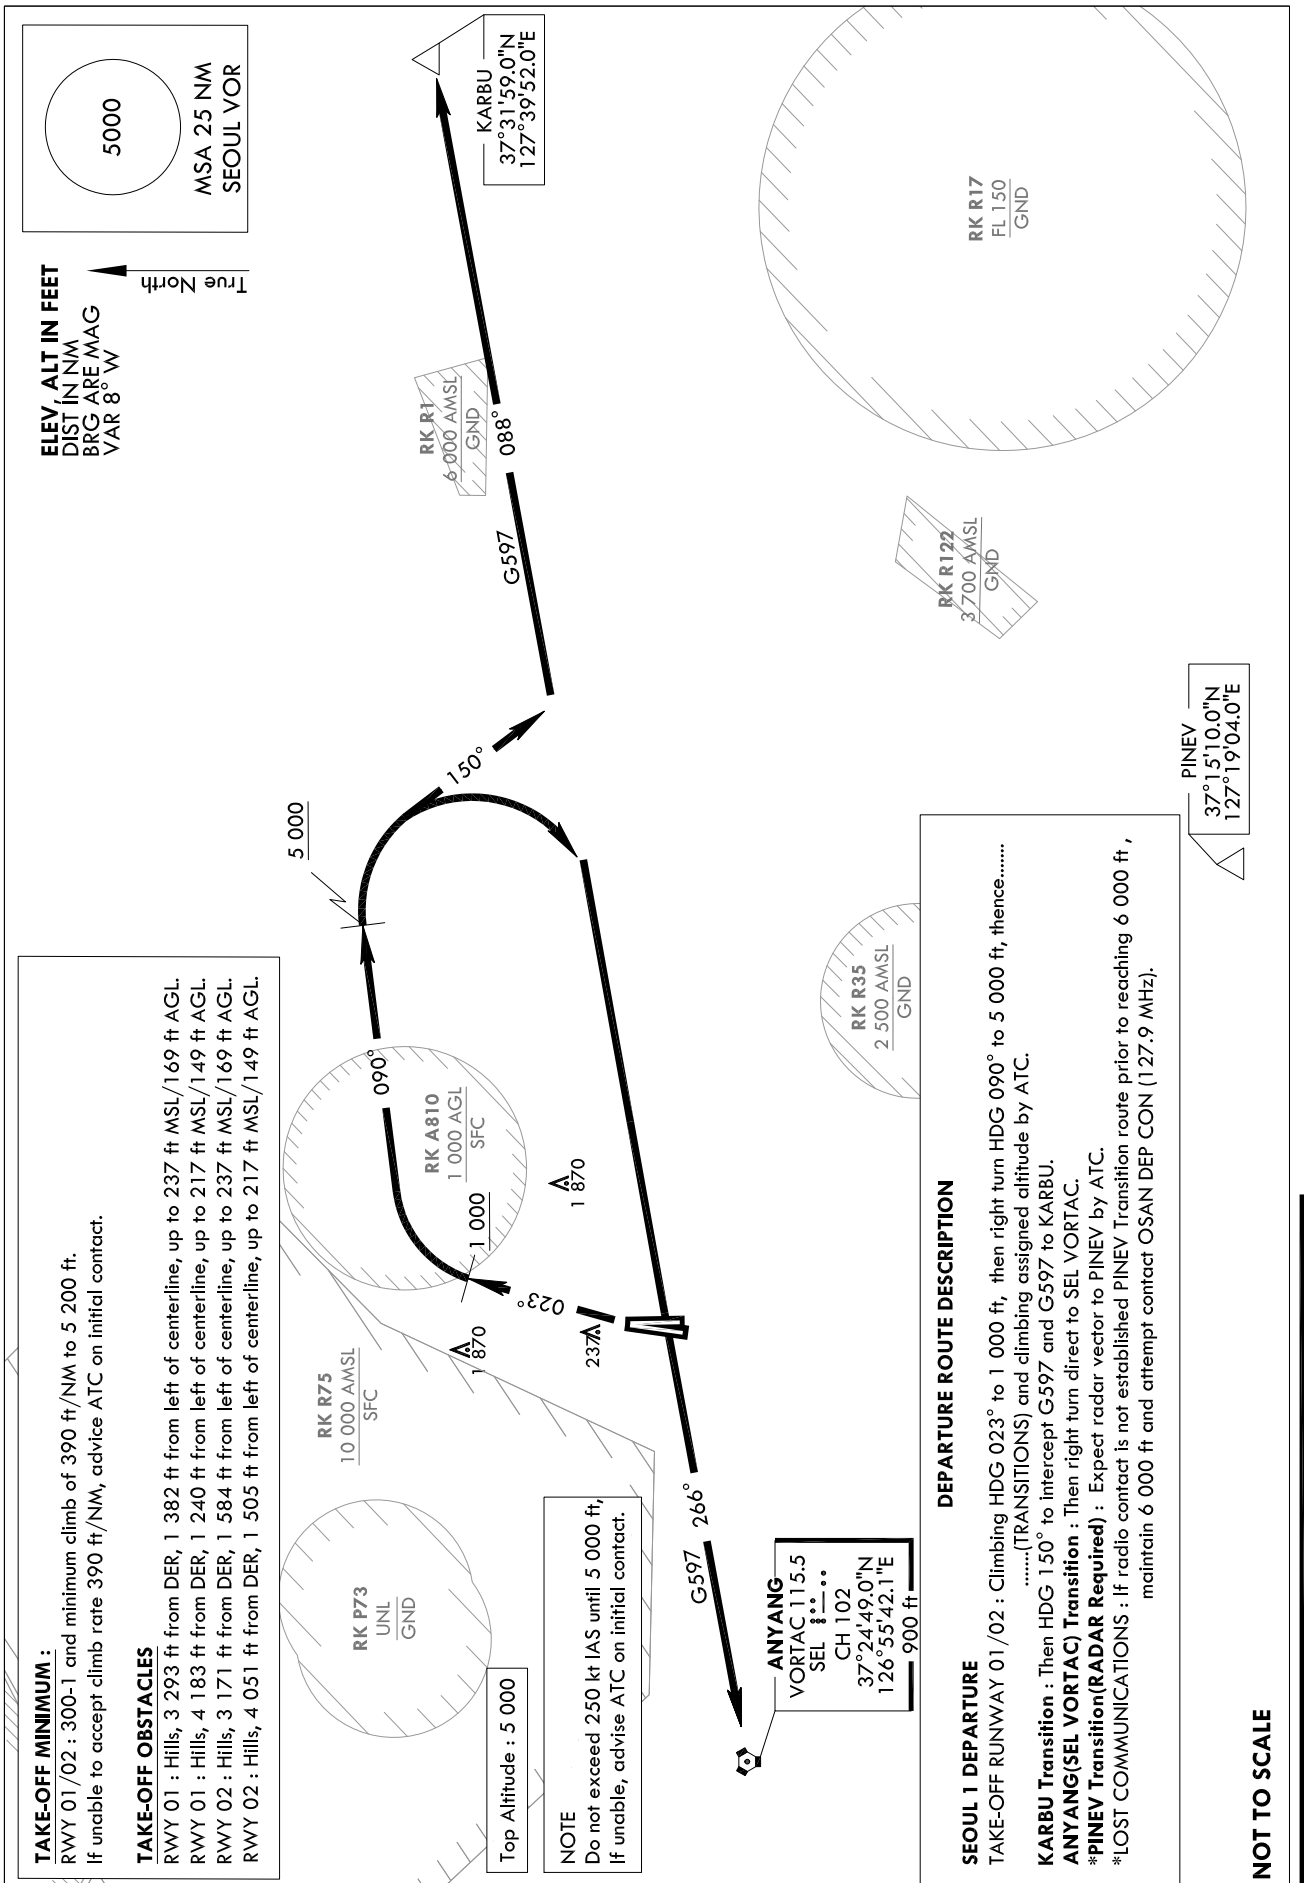 TAKE-OFF MINIMUM :
RWY 01/02 : 300-1 and minimum climb of 390 ft/NM to 5 200 ft.
If unable to accept climb rate 390 ft/NM, advice ATC on initial contact.
TAKE-OFF OBSTACLES
RWY 01 : Hills, 3 293 ft from DER, 1 382 ft from left of centerline, up to 237 ft MSL/169 ft AGL.
RWY 01 : Hills, 4 183 ft from DER, 1 240 ft from left of centerline, up to 217 ft MSL/149 ft AGL.
RWY 02 : Hills, 3 171 ft from DER, 1 584 ft from left of centerline, up to 237 ft MSL/169 ft AGL.
RWY 02 : Hills, 4 051 ft from DER, 1 505 ft from left of centerline, up to 217 ft MSL/149 ft AGL.
ELEV, ALT IN FEET
DIST IN NM
BRG ARE MAG
VAR 8° W
True North
5000
MSA 25 NM
SEOUL VOR
RK P73
UNL
GND
RK R75
10 000 AMSL
SFC
RK A810
1 000 AGL
SFC
5 000
090°
1 000
023°
1 870
1 870
237
150°
G597
088°
RK R1
6 000 AMSL
GND
KARBU
37°31'59.0"N
127°39'52.0"E
Top Altitude : 5 000
NOTE
Do not exceed 250 kt IAS until 5 000 ft,
If unable, advise ATC on initial contact.
G597
266°
ANYANG
VORTAC 115.5
SEL
CH 102
37°24'49.0"N
126°55'42.1"E
900 ft
RK R35
2 500 AMSL
GND
RK R122
3 700 AMSL
GND
RK R17
FL 150
GND
PINEV
37°15'10.0"N
127°19'04.0"E
DEPARTURE ROUTE DESCRIPTION
SEOUL 1 DEPARTURE
TAKE-OFF RUNWAY 01/02 : Climbing HDG 023° to 1 000 ft, then right turn HDG 090° to 5 000 ft, thence........
........(TRANSITIONS) and climbing assigned altitude by ATC.
KARBU Transition : Then HDG 150° to intercept G597 and G597 to KARBU.
ANYANG(SEL VORTAC) Transition : Then right turn direct to SEL VORTAC.
*PINEV Transition(RADAR Required) : Expect radar vector to PINEV by ATC.
*LOST COMMUNICATIONS : If radio contact is not established PINEV Transition route prior to reaching 6 000 ft ,
maintain 6 000 ft and attempt contact OSAN DEP CON (127.9 MHz).
NOT TO SCALE